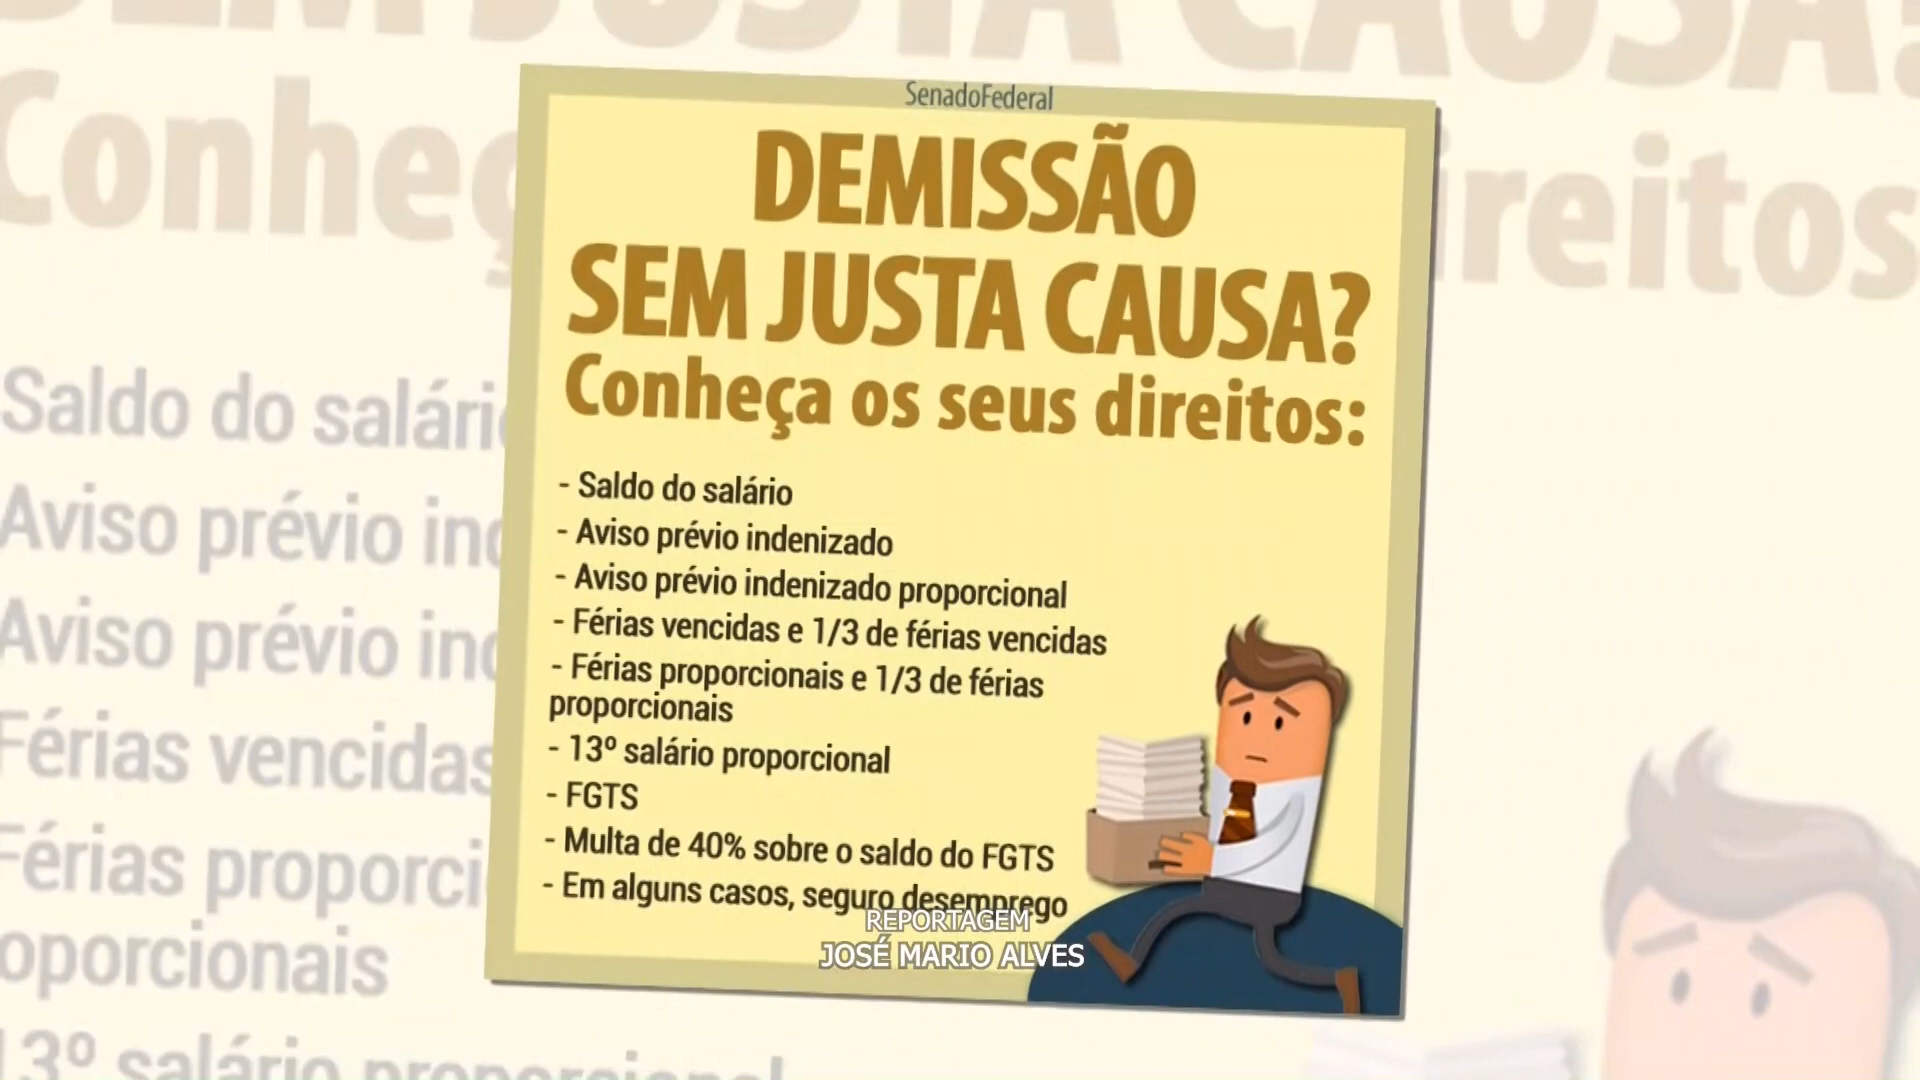 SenadoFederal
DEMISSÃO
SEM JUSTA CAUSA?
Conheça os seus direitos:
- Saldo do salário
- Aviso prévio indenizado
- Aviso prévio indenizado proporcional
- Férias vencidas e 1/3 de férias vencidas
- Férias proporcionais e 1/3 de férias
proporcionais
- 13º salário proporcional
- FGTS
- Multa de 40% sobre o saldo do FGTS
- Em alguns casos, seguro desemprego
REPORTAGEM
JOSÉ MARIO ALVES